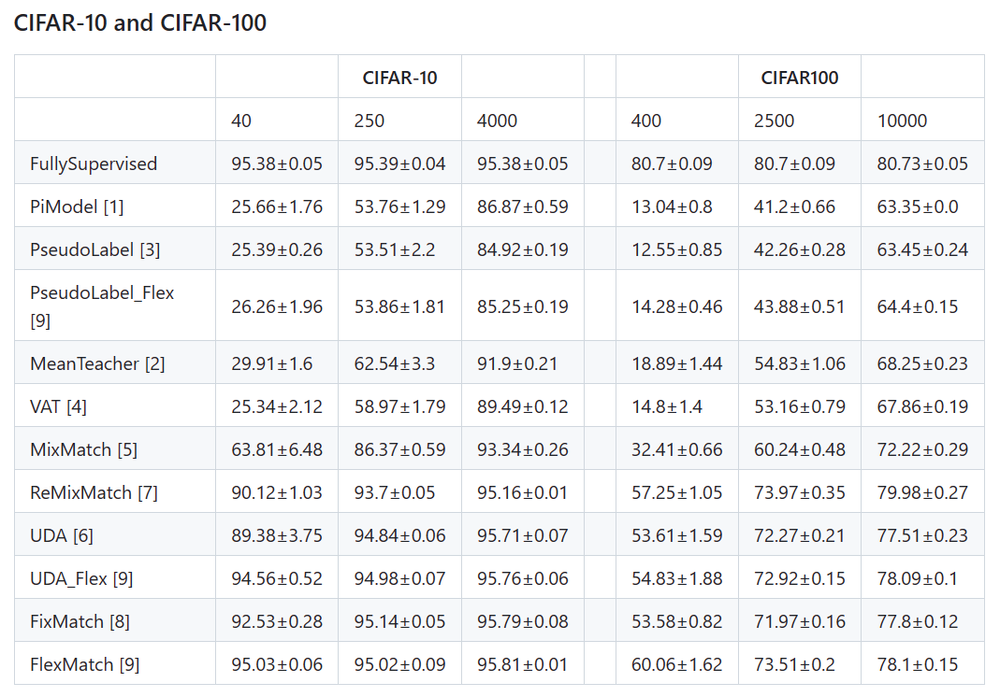 CIFAR-10 and CIFAR-100
CIFAR-10 CIFAR100
40 250 4000 400 2500 10000
FullySupervised 95.38±0.05 95.39±0.04 95.38±0.05 80.7±0.09 80.7±0.09 80.73±0.05
PiModel [1] 25.66±1.76 53.76±1.29 86.87±0.59 13.04±0.8 41.2±0.66 63.35±0.0
PseudoLabel [3] 25.39±0.26 53.51±2.2 84.92±0.19 12.55±0.85 42.26±0.28 63.45±0.24
PseudoLabel_Flex
[9] 26.26±1.96 53.86±1.81 85.25±0.19 14.28±0.46 43.88±0.51 64.4±0.15
MeanTeacher [2] 29.91±1.6 62.54±3.3 91.9±0.21 18.89±1.44 54.83±1.06 68.25±0.23
VAT [4] 25.34±2.12 58.97±1.79 89.49±0.12 14.8±1.4 53.16±0.79 67.86±0.19
MixMatch [5] 63.81±6.48 86.37±0.59 93.34±0.26 32.41±0.66 60.24±0.48 72.22±0.29
ReMixMatch [7] 90.12±1.03 93.7±0.05 95.16±0.01 57.25±1.05 73.97±0.35 79.98±0.27
UDA [6] 89.38±3.75 94.84±0.06 95.71±0.07 53.61±1.59 72.27±0.21 77.51±0.23
UDA_Flex [9] 94.56±0.52 94.98±0.07 95.76±0.06 54.83±1.88 72.92±0.15 78.09±0.1
FixMatch [8] 92.53±0.28 95.14±0.05 95.79±0.08 53.58±0.82 71.97±0.16 77.8±0.12
FlexMatch [9] 95.03±0.06 95.02±0.09 95.81±0.01 60.06±1.62 73.51±0.2 78.1±0.15